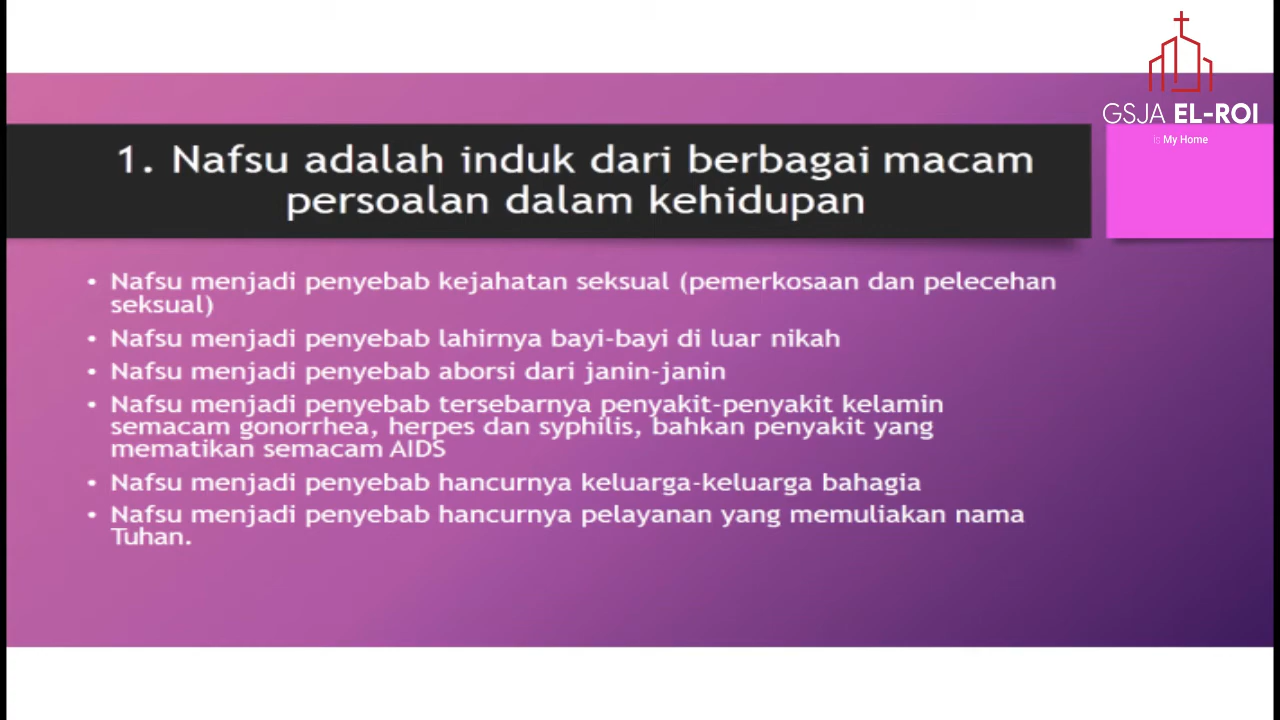 GSJA EL-ROI
is My Home
1. Nafsu adalah induk dari berbagai macam
persoalan dalam kehidupan
• Nafsu menjadi penyebab kejahatan seksual (pemerkosaan dan pelecehan
seksual)
• Nafsu menjadi penyebab lahirnya bayi-bayi di luar nikah
• Nafsu menjadi penyebab aborsi dari janin-janin
• Nafsu menjadi penyebab tersebarnya penyakit-penyakit kelamin
semacam gonorrhea, herpes dan syphilis, bahkan penyakit yang
mematikan semacam AIDS
• Nafsu menjadi penyebab hancurnya keluarga-keluarga bahagia
• Nafsu menjadi penyebab hancurnya pelayanan yang memuliakan nama
Tuhan.